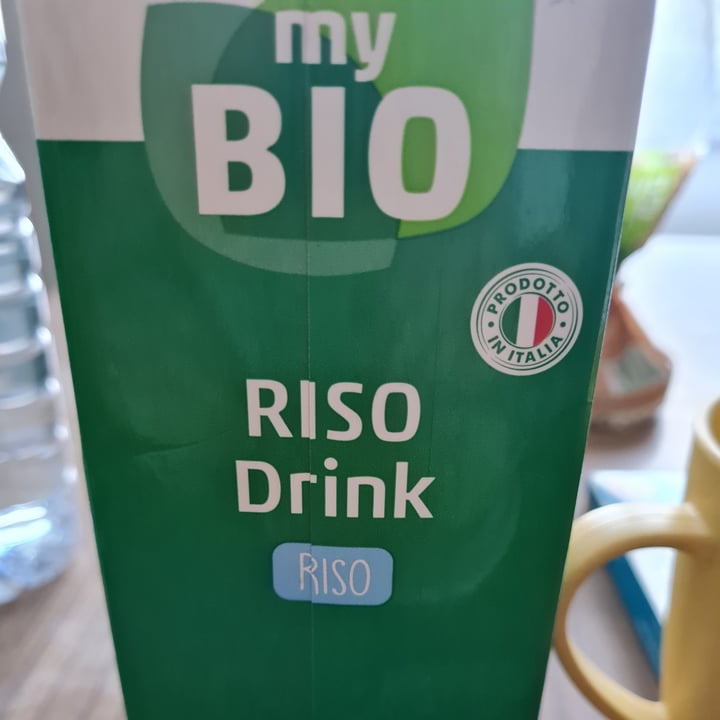 my
BIO
PRODOTTO
IN ITALIA
RISO
Drink
RISO